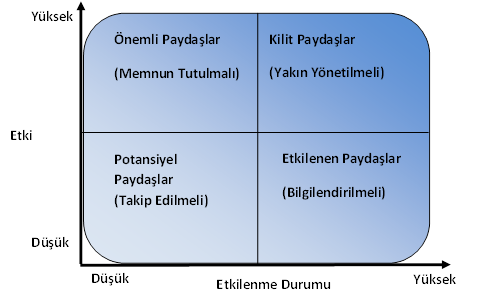 Yüksek
Önemli Paydaşlar
(Memnun Tutulmalı)
Kilit Paydaşlar
(Yakın Yönetilmeli)
Etki
Potansiyel
Paydaşlar
(Takip Edilmeli)
Etkilenen Paydaşlar
(Bilgilendirilmeli)
Düşük
Düşük
Etkilenme Durumu
Yüksek